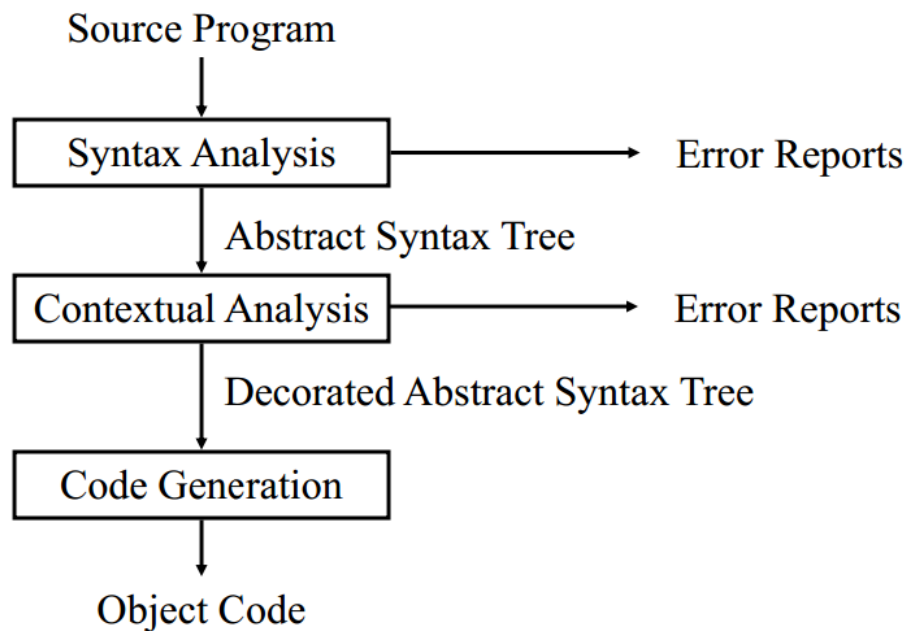 Source Program
Syntax Analysis
Error Reports
Abstract Syntax Tree
Contextual Analysis
Error Reports
Decorated Abstract Syntax Tree
Code Generation
Object Code